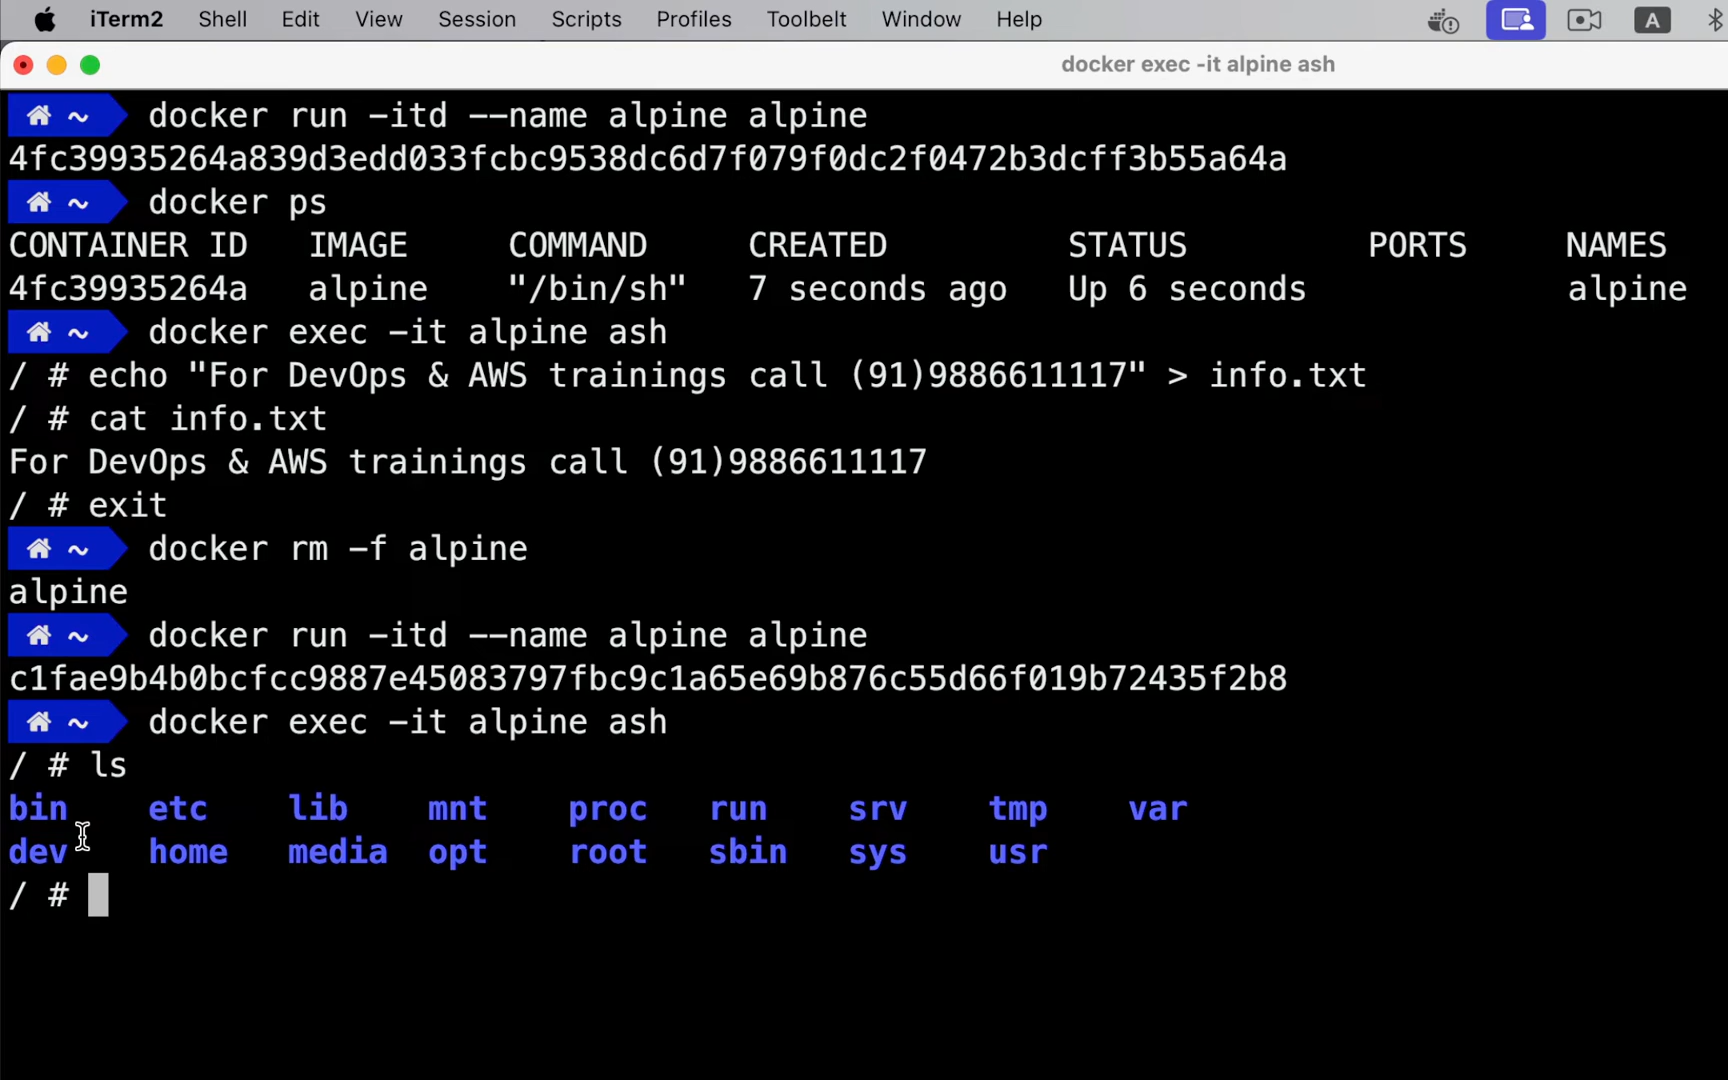 iTerm2 Shell Edit View Session Scripts Profiles Toolbelt Window Help A
docker exec -it alpine ash
~ docker run -itd --name alpine alpine
4fc39935264a839d3edd033fcbc9538dc6d7f079f0dc2f0472b3dcff3b55a64a
~ docker ps
CONTAINER ID IMAGE COMMAND CREATED STATUS PORTS NAMES
4fc39935264a alpine "/bin/sh" 7 seconds ago Up 6 seconds alpine
~ docker exec -it alpine ash
/ # echo "For DevOps & AWS trainings call (91)9886611117" > info.txt
/ # cat info.txt
For DevOps & AWS trainings call (91)9886611117
/ # exit
~ docker rm -f alpine
alpine
~ docker run -itd --name alpine alpine
c1fae9b4b0bcfcc9887e45083797fbc9c1a65e69b876c55d66f019b72435f2b8
~ docker exec -it alpine ash
/ # ls
bin etc lib mnt proc run srv tmp var
dev home media opt root sbin sys usr
/ #